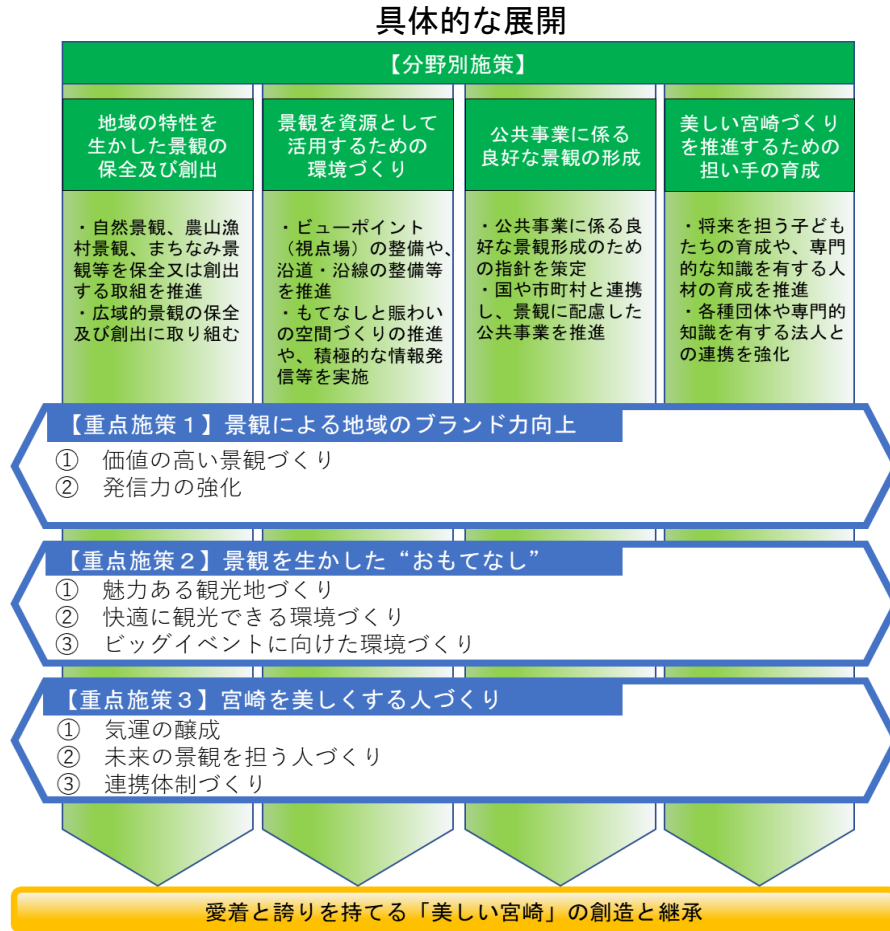 具体的な展開
【分野別施策】
地域の特性を
生かした景観の
保全及び創出
・自然景観、農山漁
村景観、まちなみ景
観等を保全又は創出
する取組を推進
・広域的景観の保全
及び創出に取り組む
景観を資源として
活用するための
環境づくり
・ビューポイント
（視点場）の整備や、
沿道・沿線の整備等
を推進
・もてなしと賑わい
の空間づくりの推進
や、積極的な情報発
信等を実施
公共事業に係る
良好な景観の形成
・公共事業に係る良
好な景観形成のため
の指針を策定
・国や市町村と連携
し、景観に配慮した
公共事業を推進
美しい宮崎づくり
を推進するための
担い手の育成
・将来を担う子ども
たちの育成や、専門
的な知識を有する人
材の育成を推進
・各種団体や専門的
知識を有する法人と
の連携を強化
【重点施策１】景観による地域のブランド力向上
① 価値の高い景観づくり
② 発信力の強化
【重点施策２】景観を生かした“おもてなし”
① 魅力ある観光地づくり
② 快適に観光できる環境づくり
③ ビッグイベントに向けた環境づくり
【重点施策３】宮崎を美しくする人づくり
① 気運の醸成
② 未来の景観を担う人づくり
③ 連携体制づくり
愛着と誇りを持てる「美しい宮崎」の創造と継承